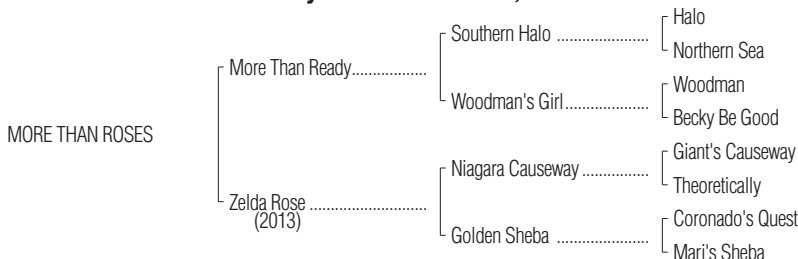 MORE THAN ROSES
More Than Ready..................
Zelda Rose ............................
(2013)
Southern Halo ......................
Woodman's Girl....................
Niagara Causeway ................
Golden Sheba ......................
Halo
Northern Sea
Woodman
Becky Be Good
Giant's Causeway
Theoretically
Coronado's Quest
Mari's Sheba